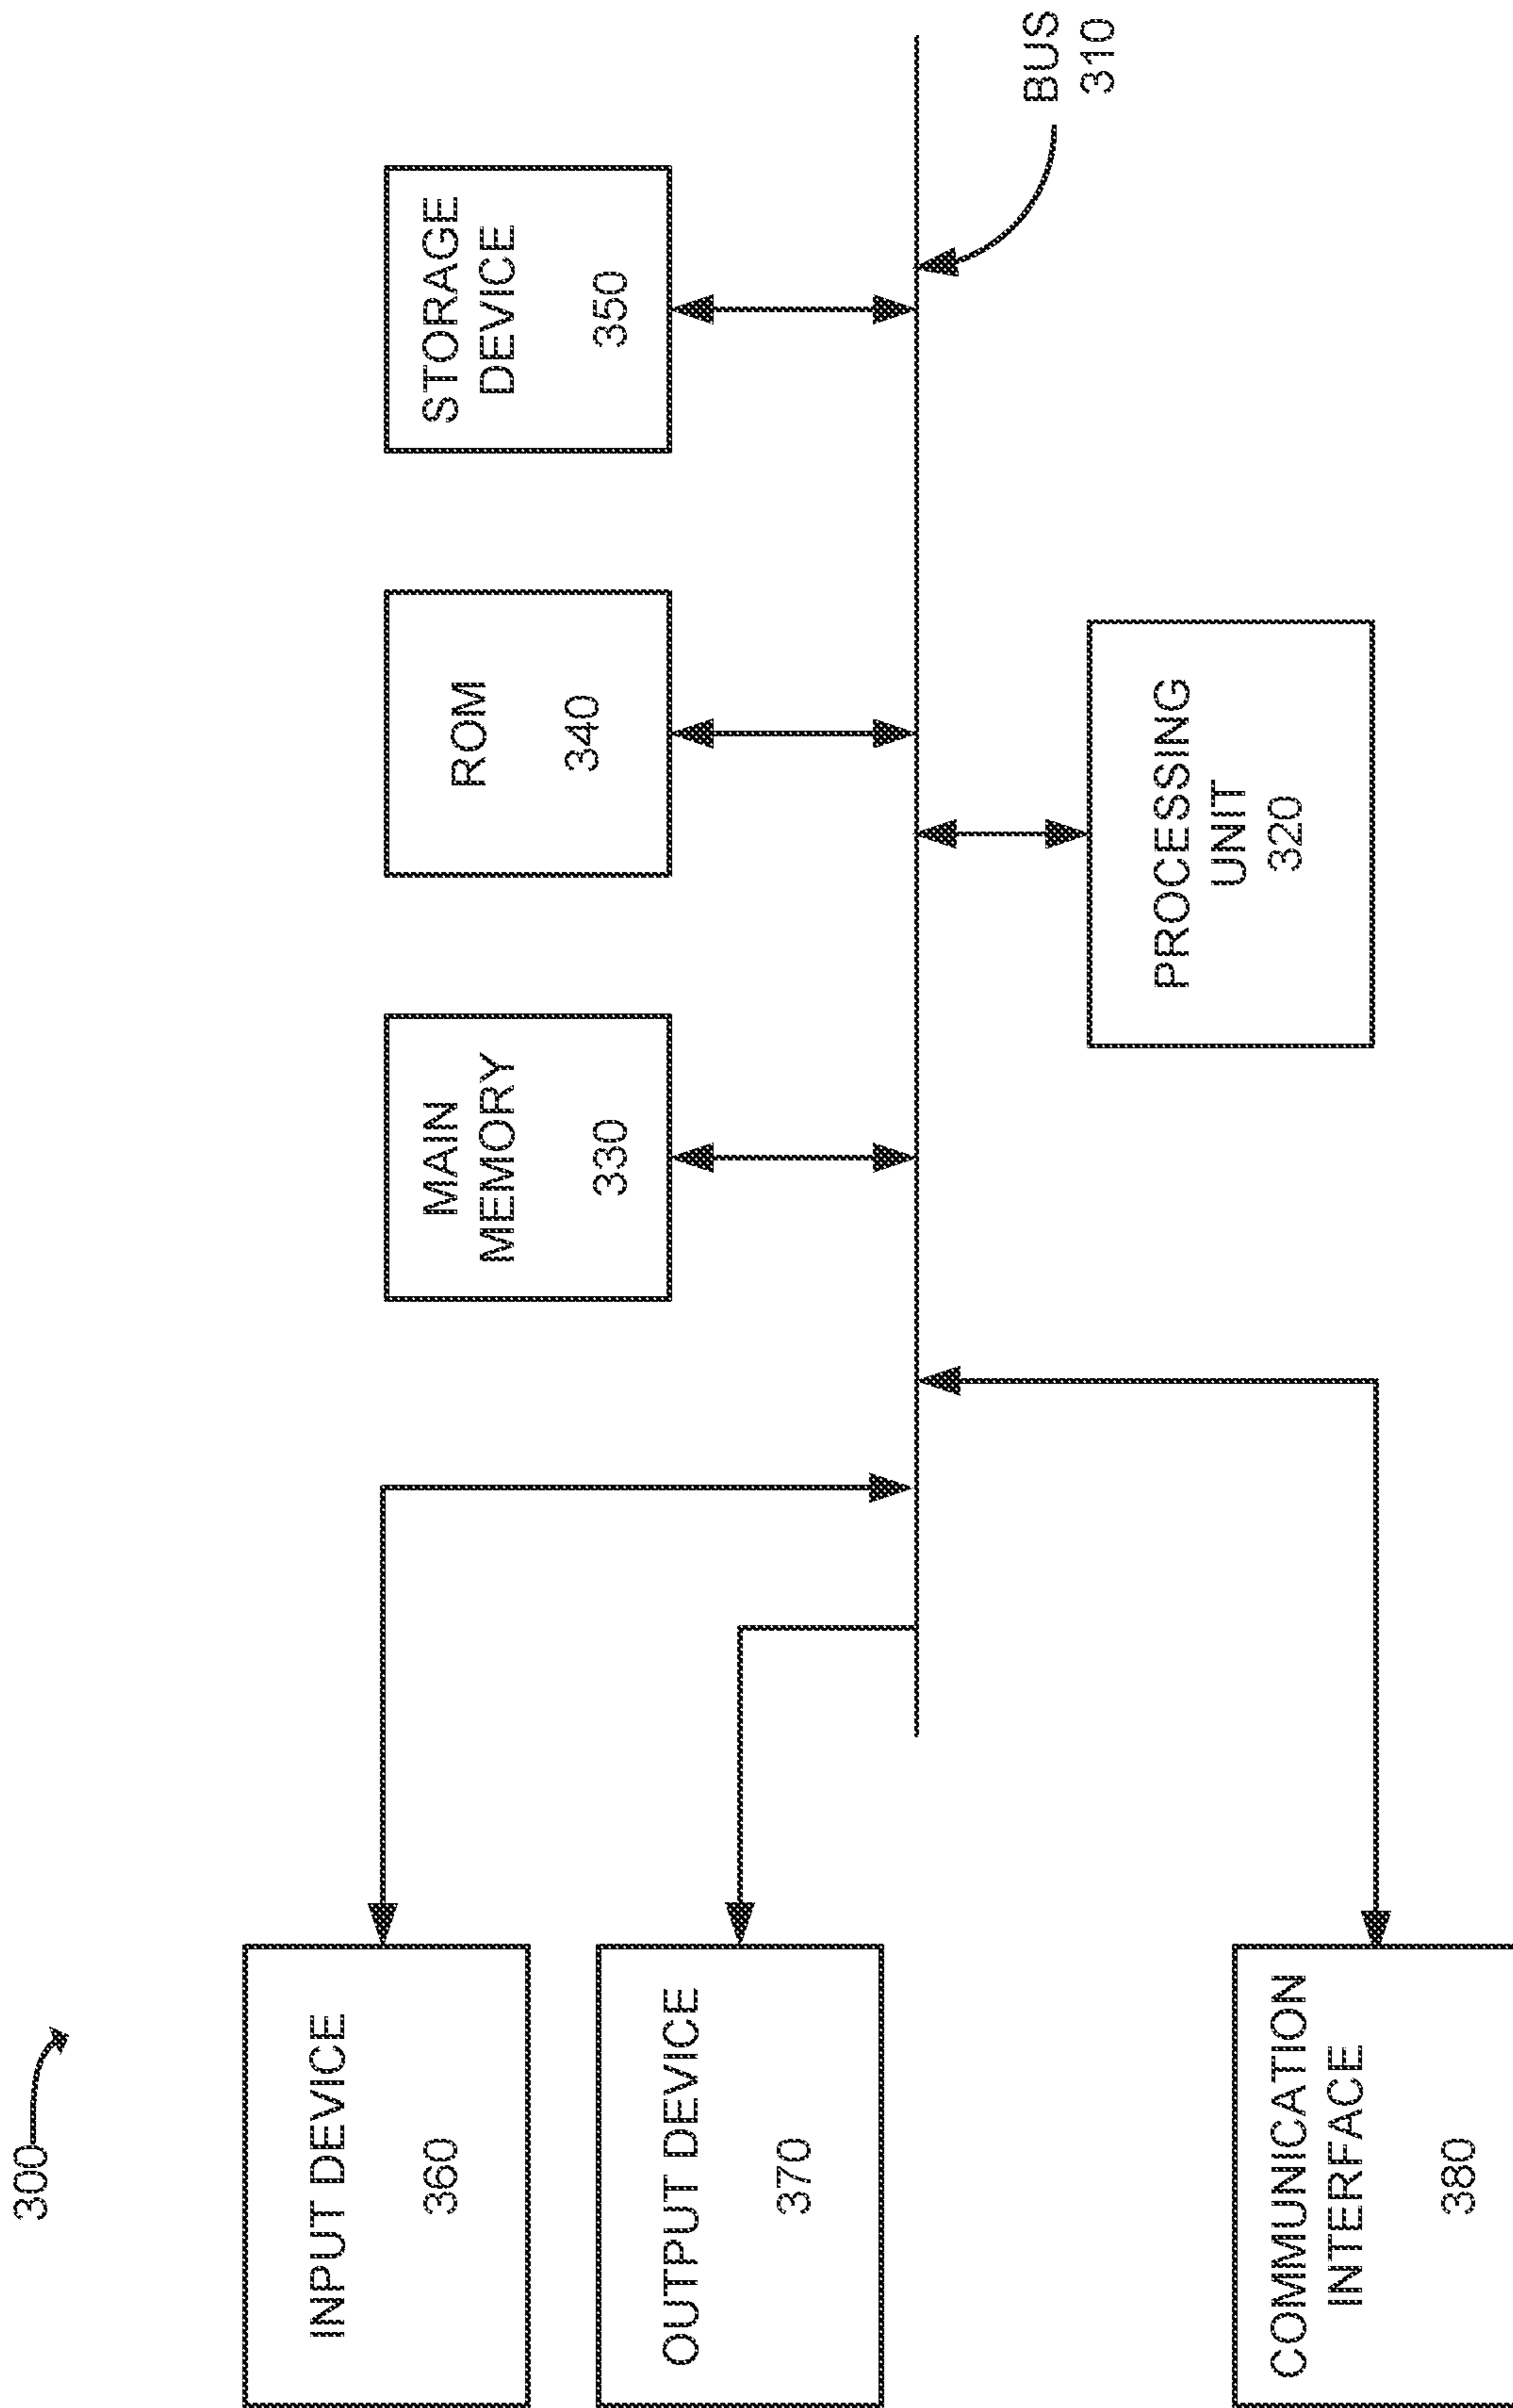 300
MAIN
MEMORY
330
ROM
340
STORAGE
DEVICE
350
INPUT DEVICE
360
OUTPUT DEVICE
370
BUS
310
PROCESSING
UNIT
320
COMMUNICATION
INTERFACE
380